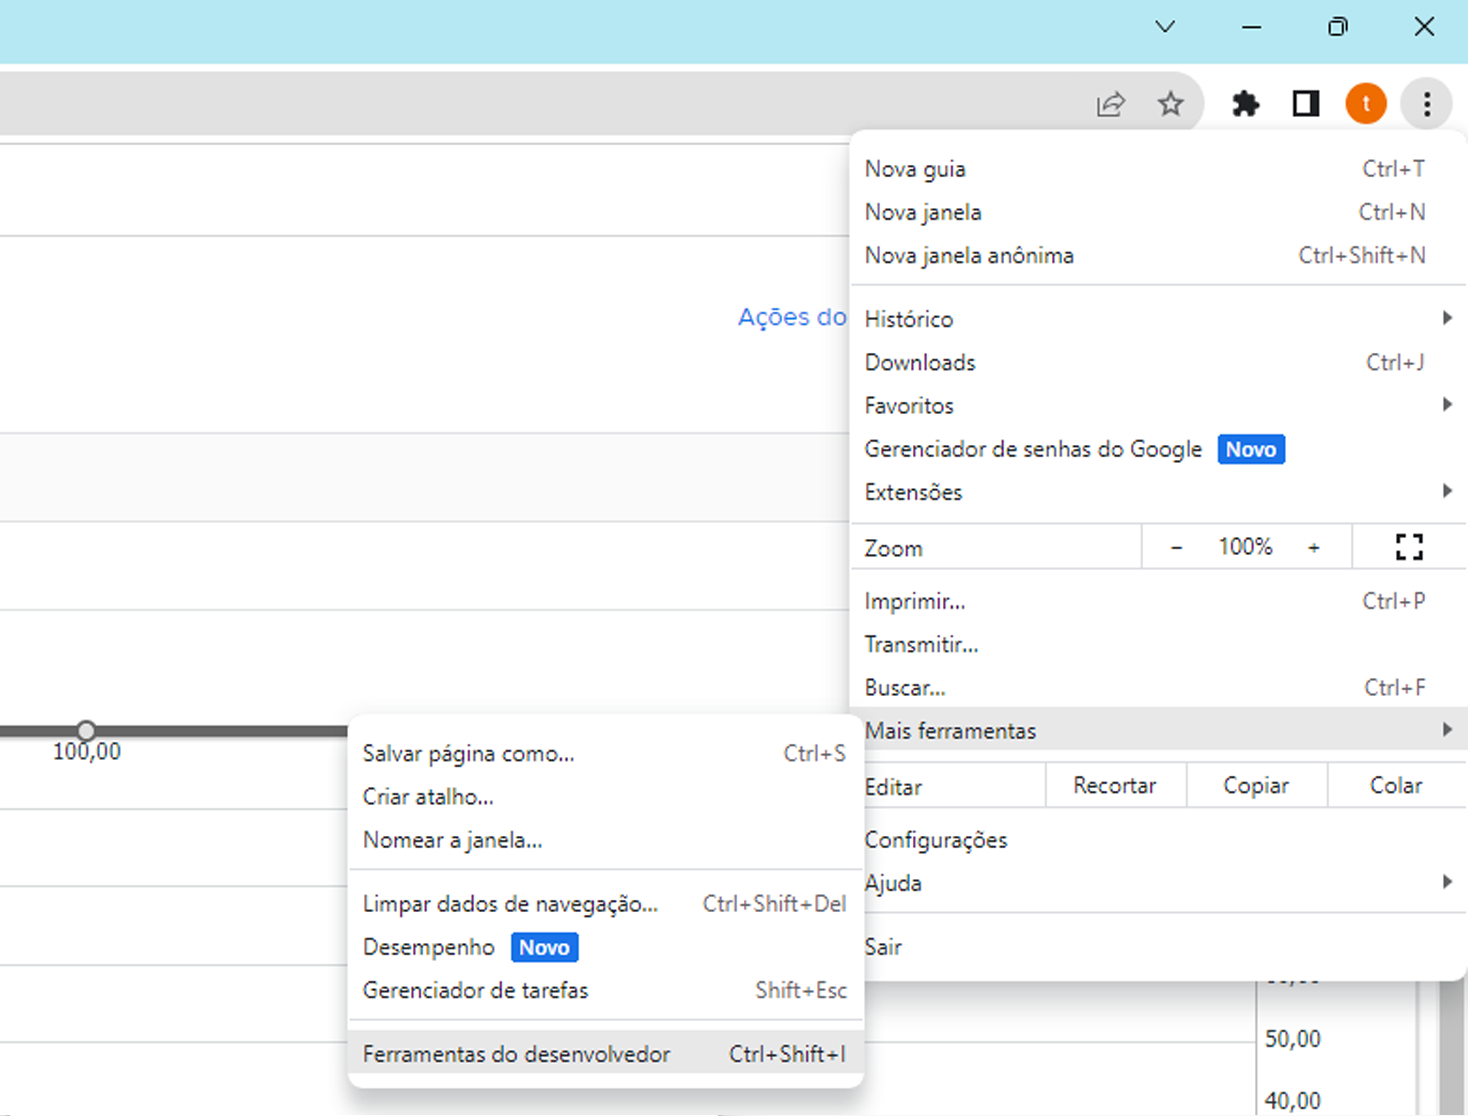 t
Nova guia Ctrl+T
Nova janela Ctrl+N
Nova janela anônima Ctrl+Shift+N
Ações do
Histórico
Downloads Ctrl+J
Favoritos
Gerenciador de senhas do Google Novo
Extensões
Zoom - 100% +
Imprimir... Ctrl+P
Transmitir...
Buscar... Ctrl+F
Mais ferramentas
Editar Recortar Copiar Colar
Configurações
Ajuda
Sair
100,00
Salvar página como... Ctrl+S
Criar atalho...
Nomear a janela...
Limpar dados de navegação... Ctrl+Shift+Del
Desempenho Novo
Gerenciador de tarefas Shift+Esc
Ferramentas do desenvolvedor Ctrl+Shift+I
50,00
40,00